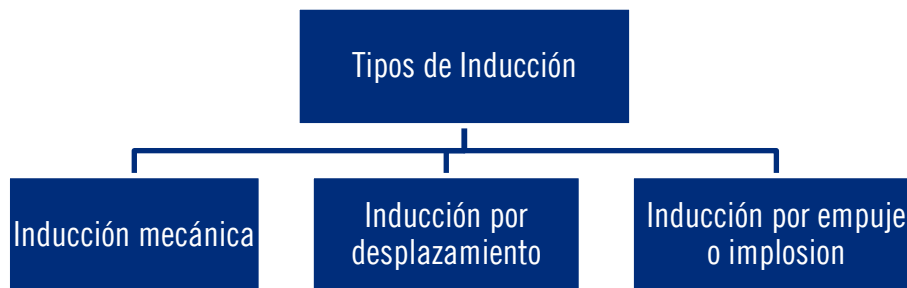 Tipos de Inducción
Inducción mecánica
Inducción por
desplazamiento
Inducción por empuje
o implosion